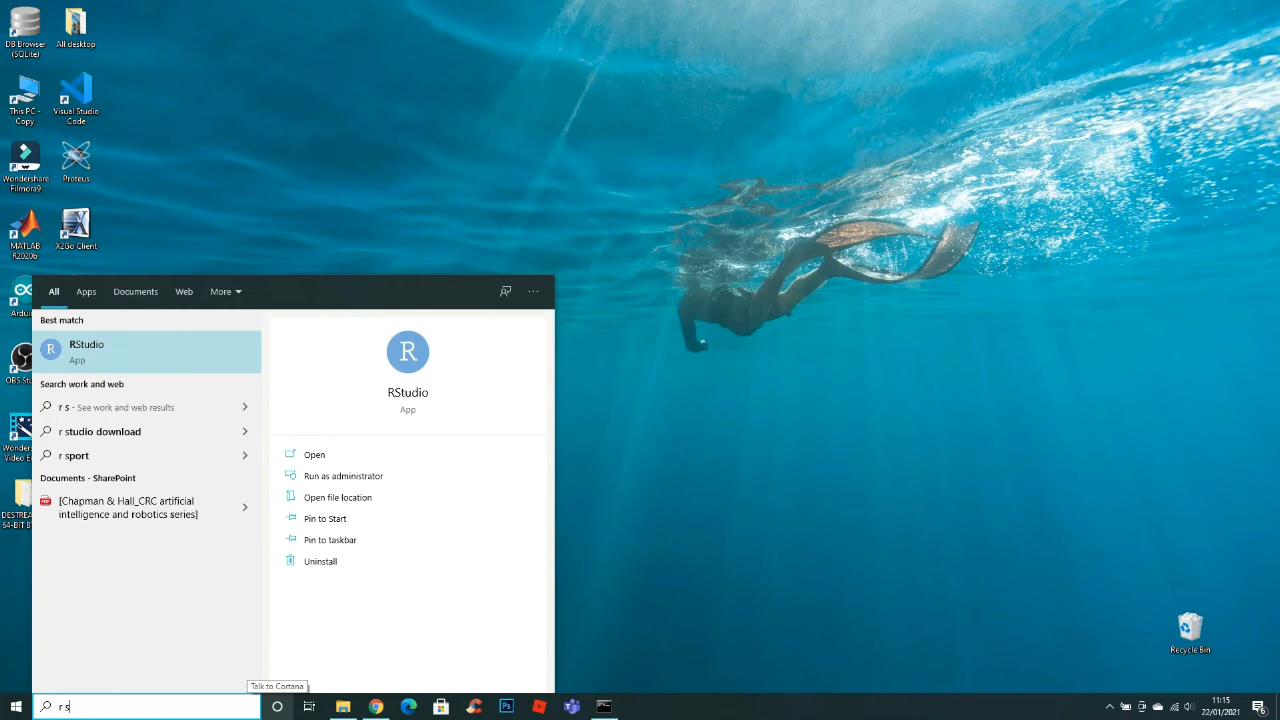 DB Browser
(SQLite)
All desktop
This PC -
Copy
Visual Studio
Code
Wondershare
Filmora9
Proteus
MATLAB
R2020b
X2Go Client
All
Apps
Documents
Web
More
...
Best match
RStudio
App
Search work and web
r s - See work and web results
r studio download
r sport
Documents - SharePoint
PDF
[Chapman & Hall_CRC artificial
intelligence and robotics series]
R
RStudio
App
Open
Run as administrator
Open file location
Pin to Start
Pin to taskbar
Uninstall
Recycle Bin
Talk to Cortana
r s
11:15
22/01/2021